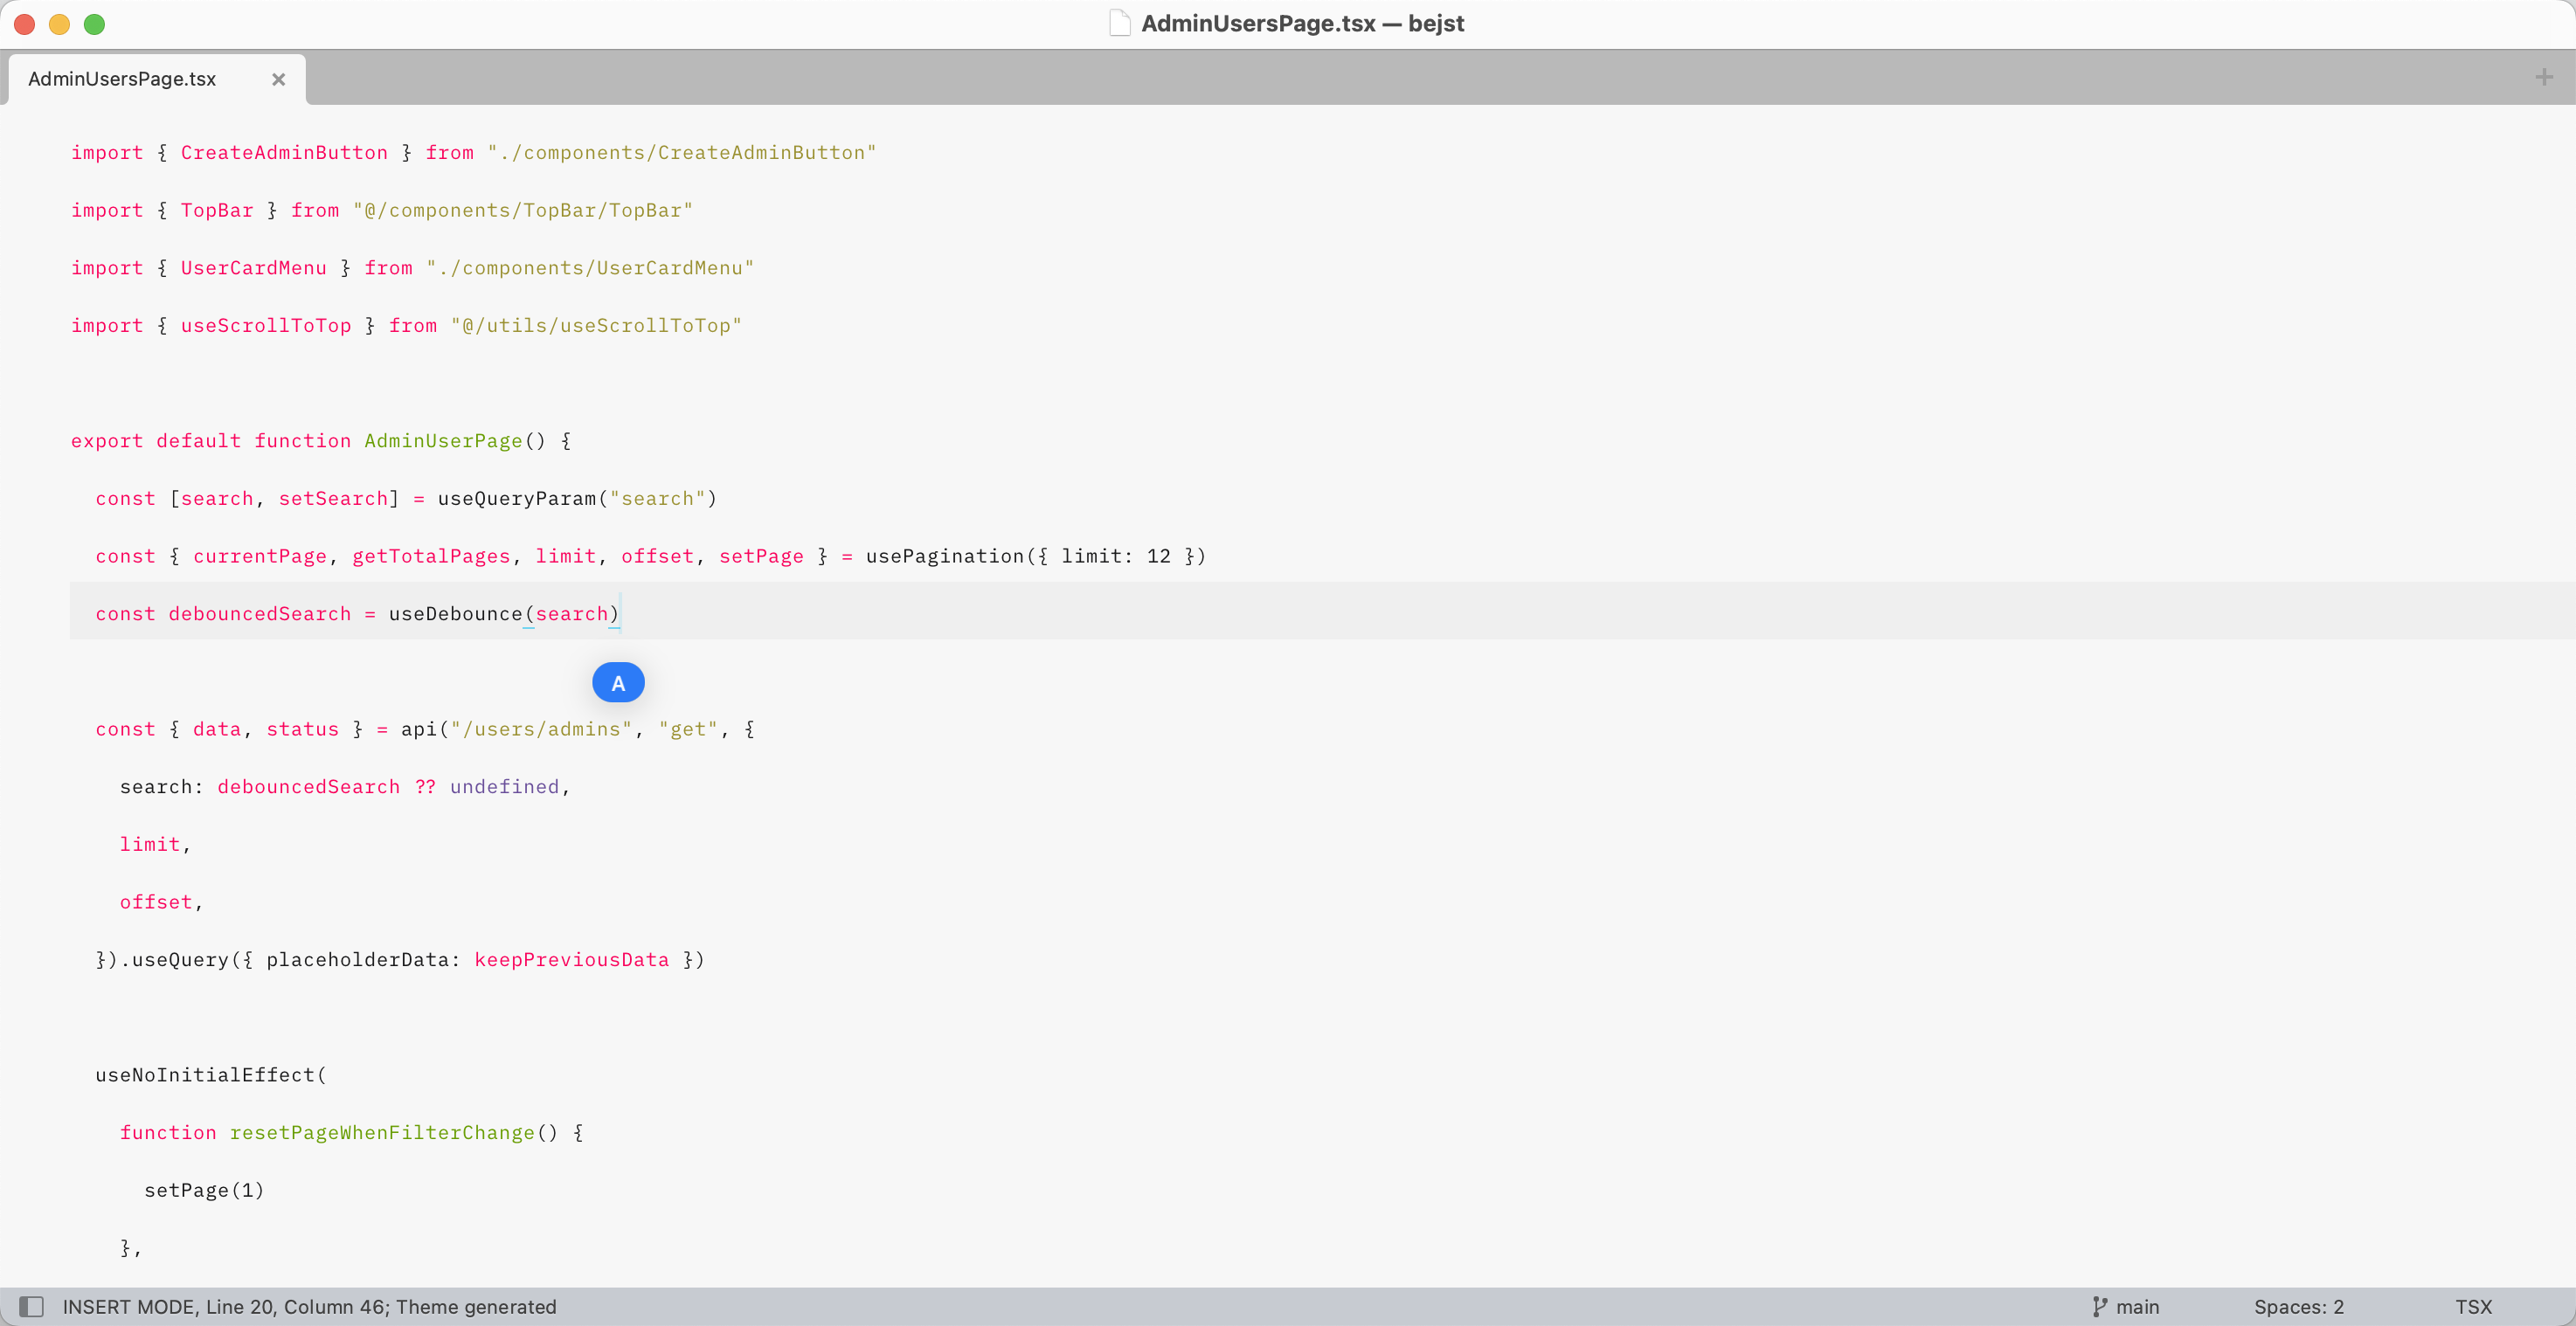 AdminUsersPage.tsx — bejst
AdminUsersPage.tsx
import { CreateAdminButton } from "./components/CreateAdminButton"
import { TopBar } from "@/components/TopBar/TopBar"
import { UserCardMenu } from "./components/UserCardMenu"
import { useScrollToTop } from "@/utils/useScrollToTop"
export default function AdminUserPage() {
  const [search, setSearch] = useQueryParam("search")
  const { currentPage, getTotalPages, limit, offset, setPage } = usePagination({ limit: 12 })
  const debouncedSearch = useDebounce(search)
A
  const { data, status } = api("/users/admins", "get", {
    search: debouncedSearch ?? undefined,
    limit,
    offset,
  }).useQuery({ placeholderData: keepPreviousData })
  useNoInitialEffect(
    function resetPageWhenFilterChange() {
      setPage(1)
    },
INSERT MODE, Line 20, Column 46; Theme generated
main
Spaces: 2
TSX